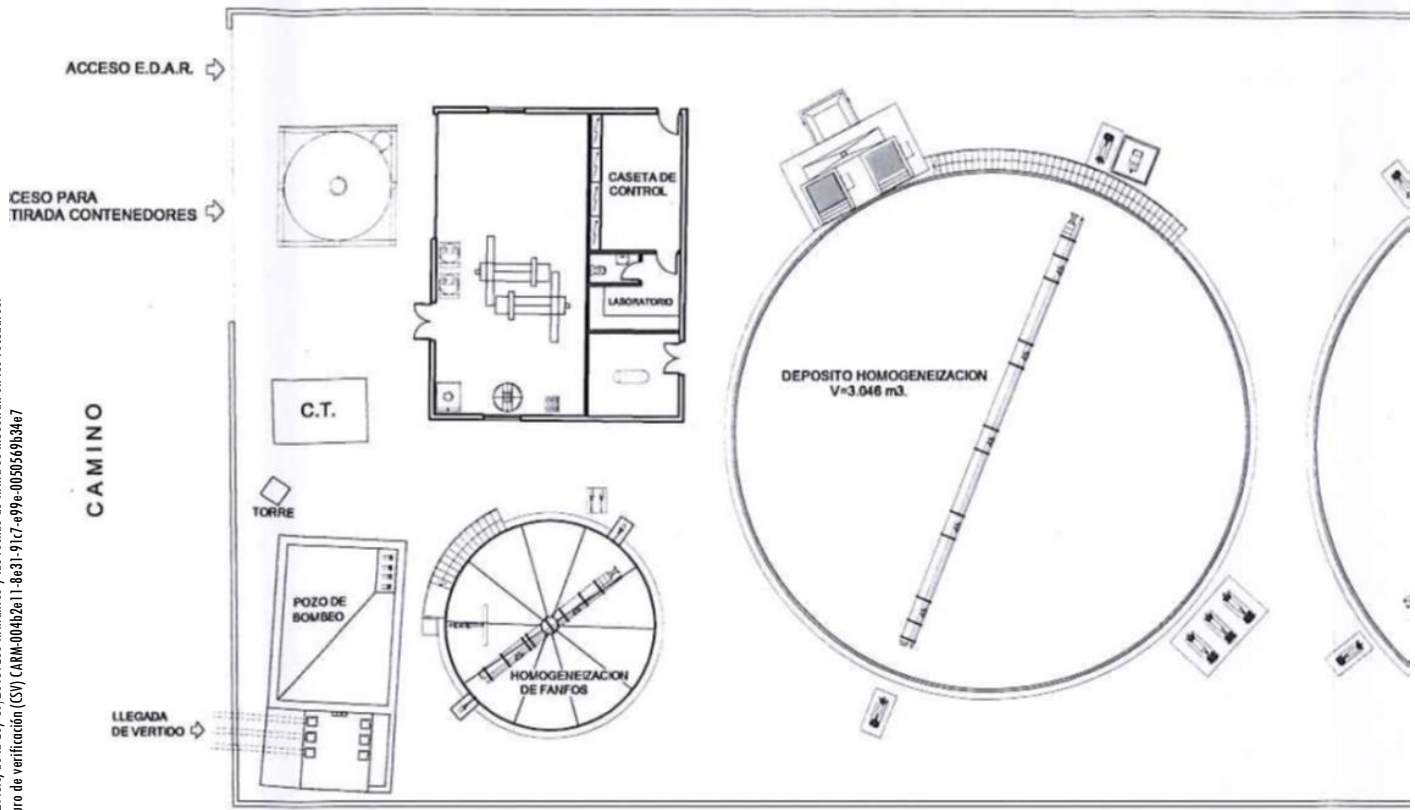 ACCESO E.D.A.R.
CESO PARA
TIRADA CONTENEDORES
CASETA DE
CONTROL
LABORATORIO
DEPOSITO HOMOGENEIZACION
V=3.046 m3.
C.T.
CAMINO
TORRE
POZO DE
BOMBEO
HOMOGENEIZACION
DE FANFOS
LLEGADA
DE VERTIDO
uro de verificación (CSV) CARM-004b2e11-8e31-91c7-e99e-0050569b34e7